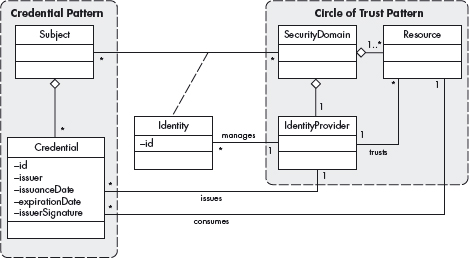 Credential Pattern
Circle of Trust Pattern
Subject
SecurityDomain
Resource
*
*
1..*
*
1
1
Identity
–id
IdentityProvider
manages
*
1
1
trusts
*
Credential
–id
–issuer
–issuanceDate
–expirationDate
–issuerSignature
*
issues
1
*
consumes